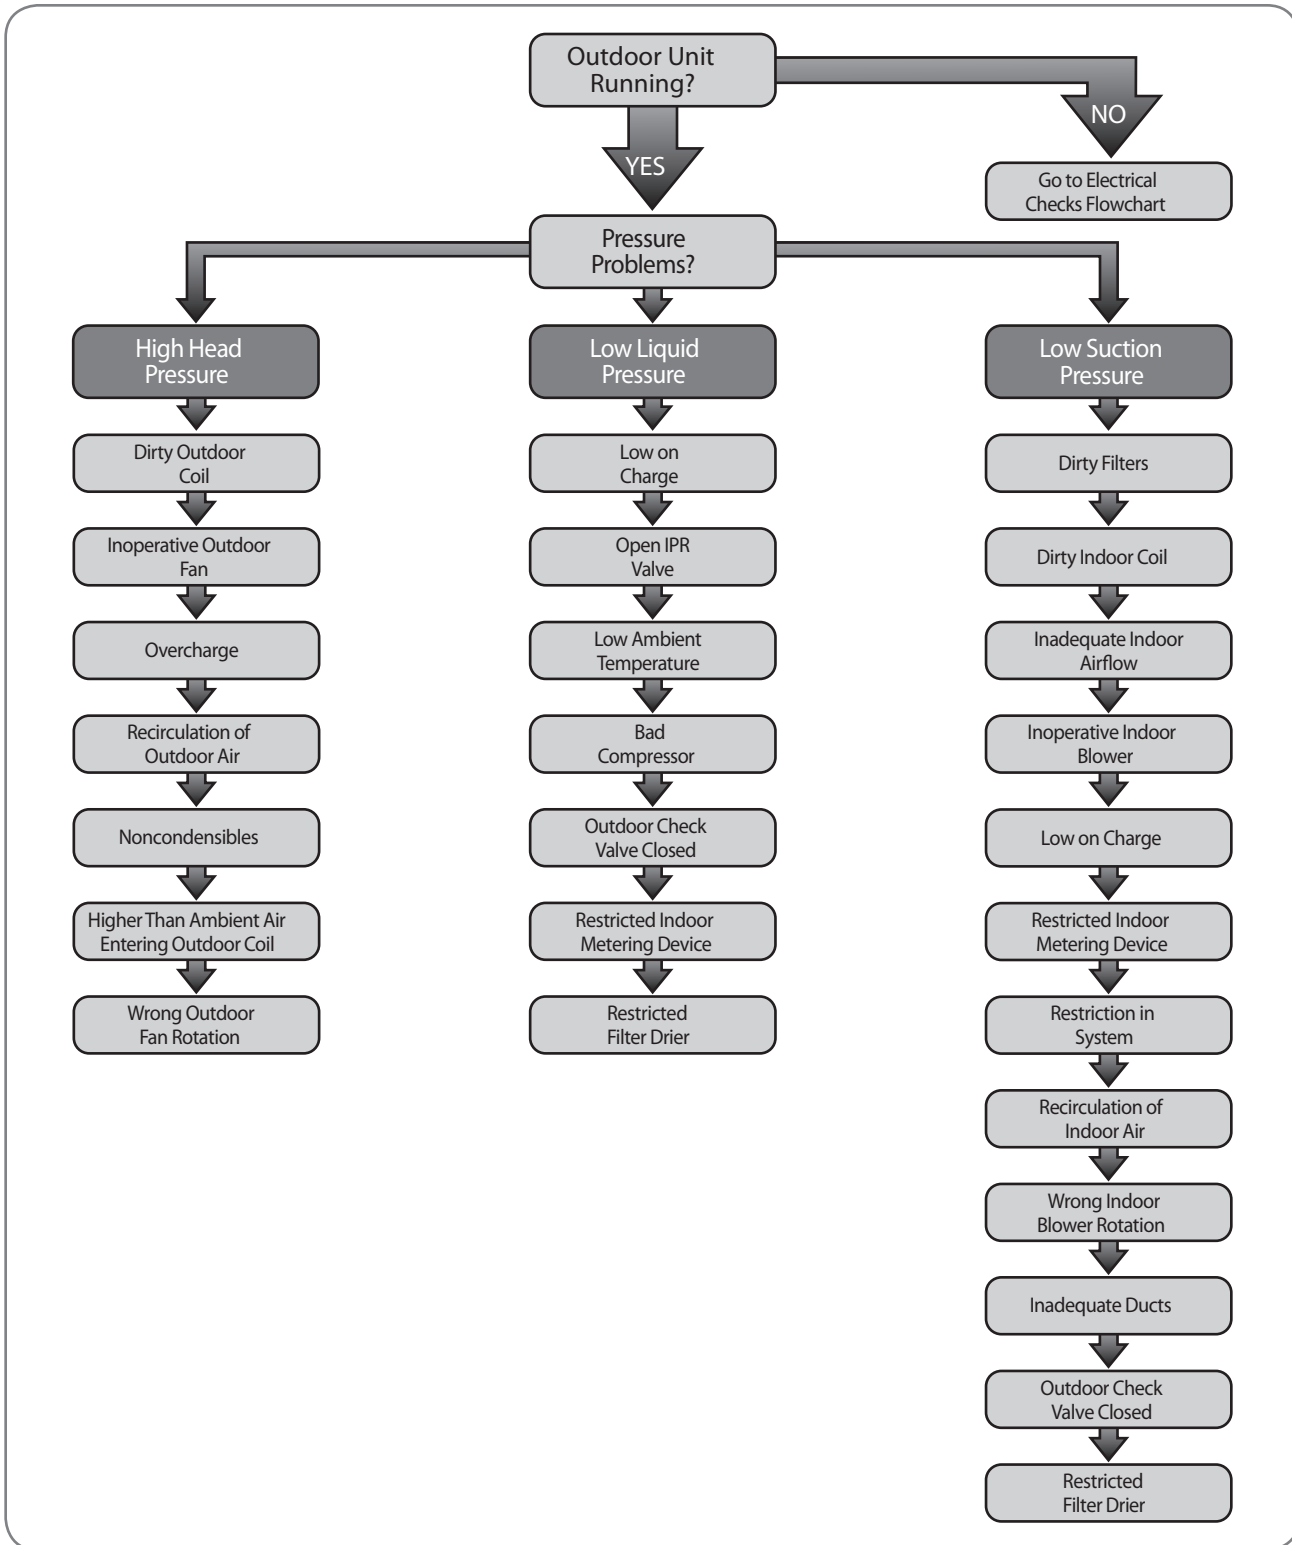 Outdoor Unit
Running?
NO
YES
Go to Electrical
Checks Flowchart
Pressure
Problems?
High Head
Pressure
Dirty Outdoor
Coil
Inoperative Outdoor
Fan
Overcharge
Recirculation of
Outdoor Air
Noncondensibles
Higher Than Ambient Air
Entering Outdoor Coil
Wrong Outdoor
Fan Rotation
Low Liquid
Pressure
Low on
Charge
Open IPR
Valve
Low Ambient
Temperature
Bad
Compressor
Outdoor Check
Valve Closed
Restricted Indoor
Metering Device
Restricted
Filter Drier
Low Suction
Pressure
Dirty Filters
Dirty Indoor Coil
Inadequate Indoor
Airflow
Inoperative Indoor
Blower
Low on Charge
Restricted Indoor
Metering Device
Restriction in
System
Recirculation of
Indoor Air
Wrong Indoor
Blower Rotation
Inadequate Ducts
Outdoor Check
Valve Closed
Restricted
Filter Drier